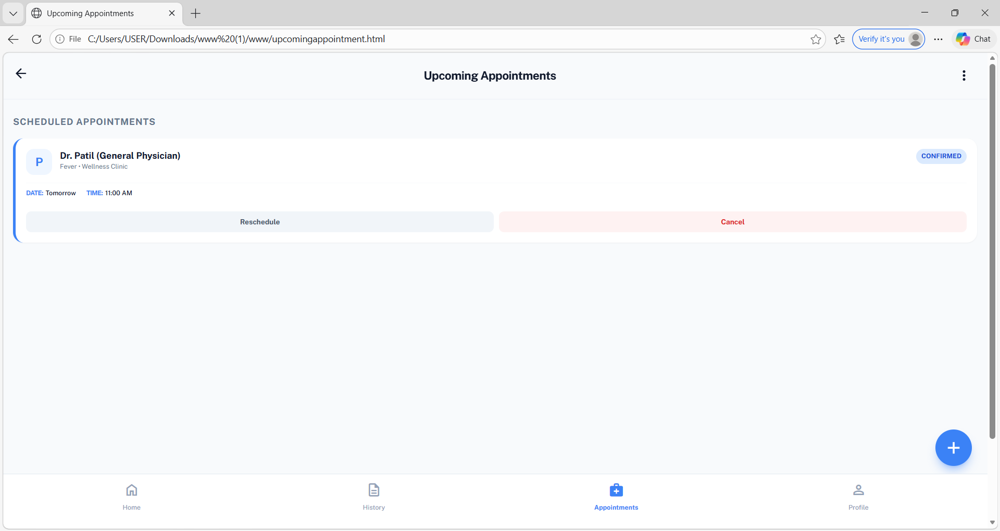 Upcoming Appointments
File C:/Users/USER/Downloads/www%20(1)/www/upcomingappointment.html
Verify it's you
Chat
Upcoming Appointments
SCHEDULED APPOINTMENTS
P
Dr. Patil (General Physician)
Fever • Wellness Clinic
CONFIRMED
DATE: Tomorrow TIME: 11:00 AM
Reschedule
Cancel
Home
History
Appointments
Profile